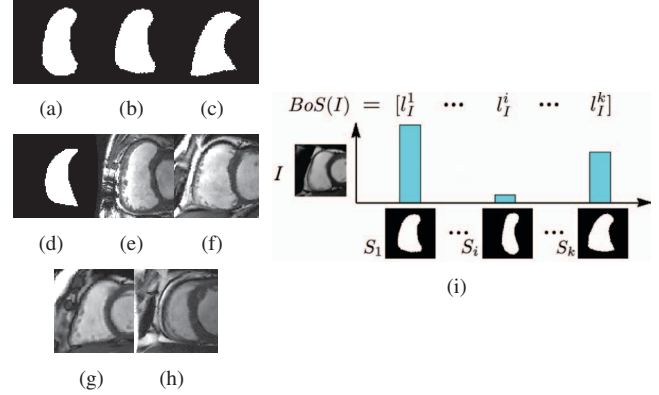 (a) (b) (c)
(d) (e) (f)
(g) (h)
BoS(I) = [l_I^1 ... l_I^i ... l_I^k]
I
S_1 ... S_i ... S_k
(i)